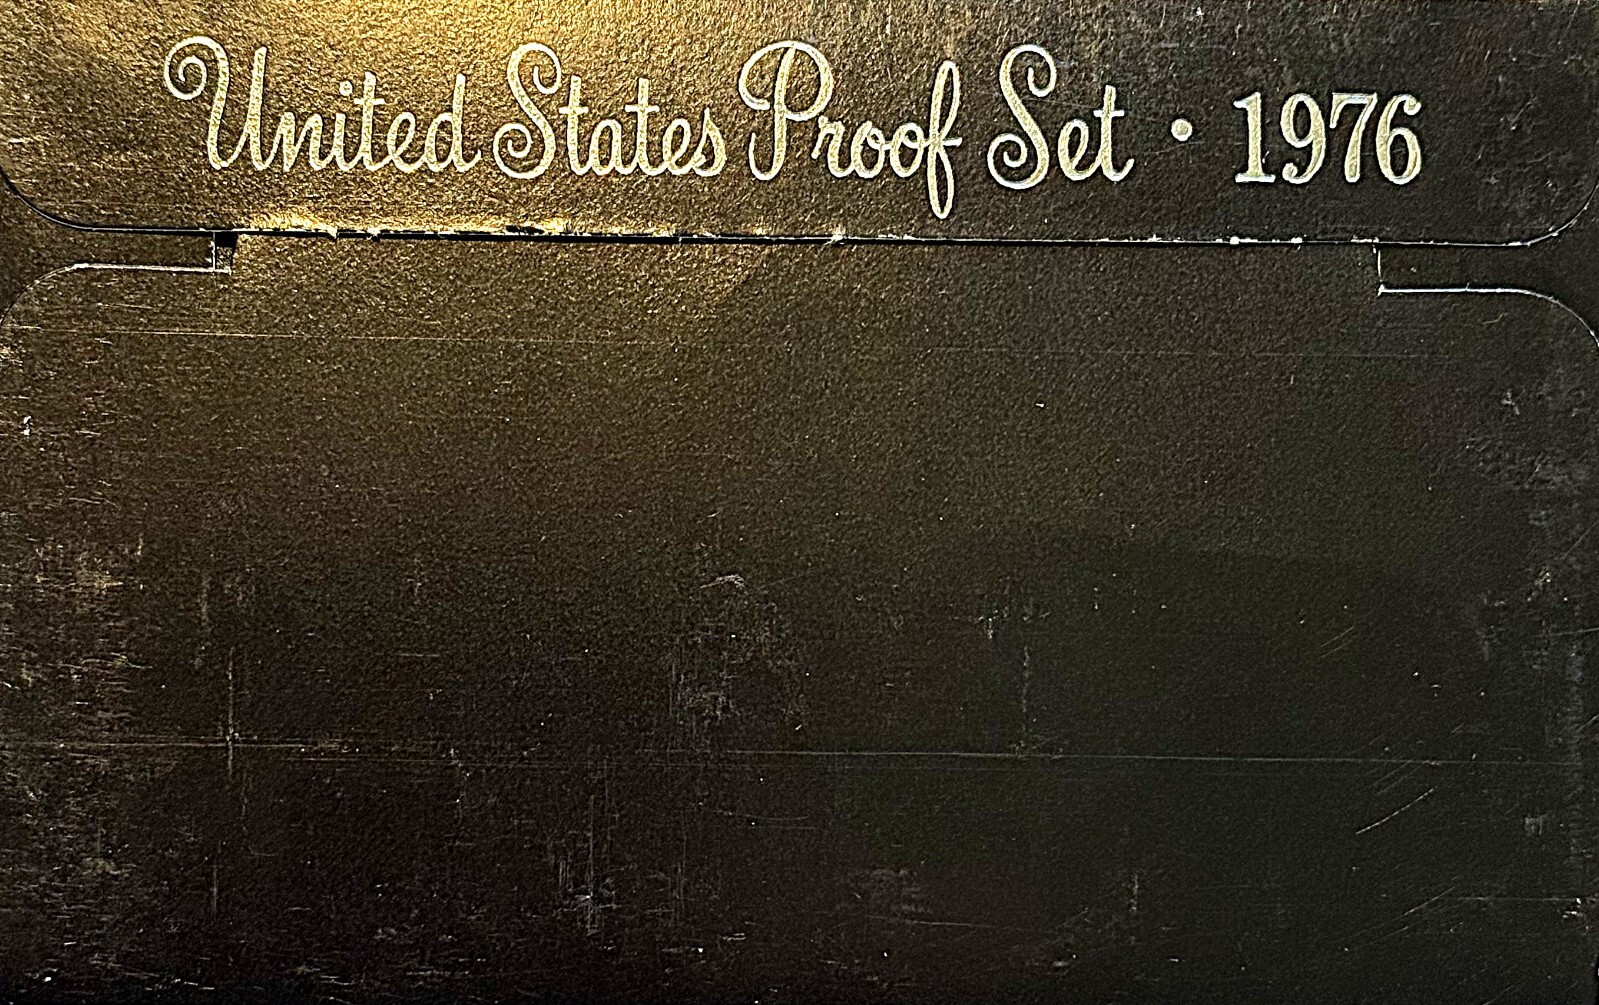 United States Proof Set · 1976